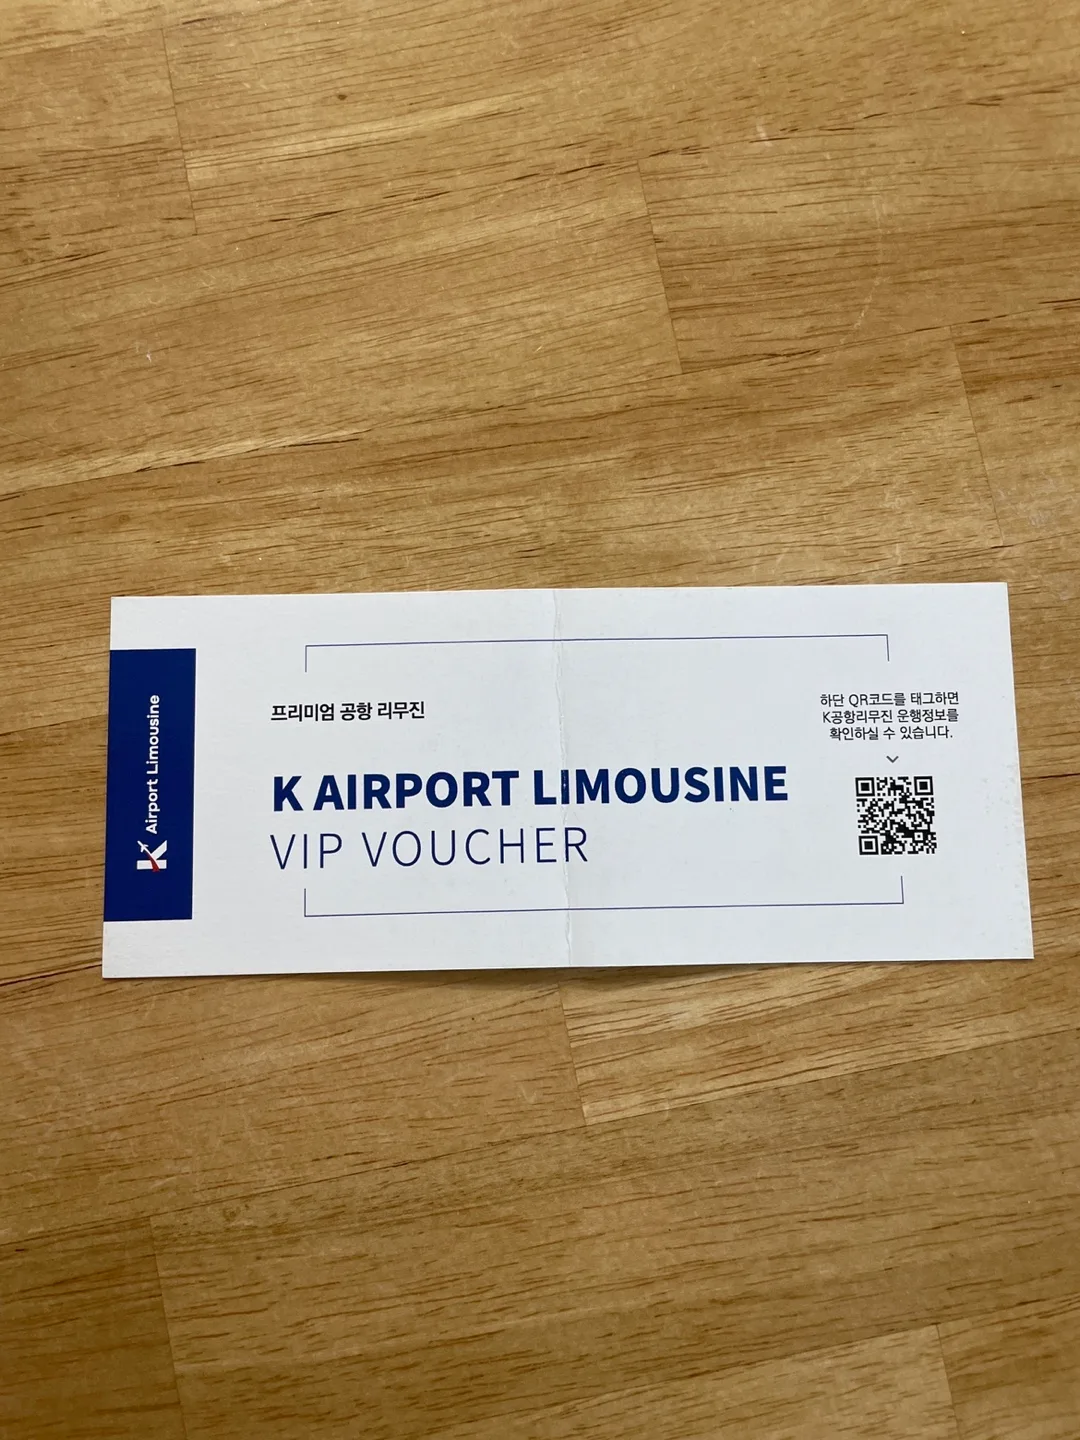 K Airport Limousine
프리미엄 공항 리무진
K AIRPORT LIMOUSINE
VIP VOUCHER
하단 QR코드를 태그하면
K공항리무진 운행정보를
확인하실 수 있습니다.